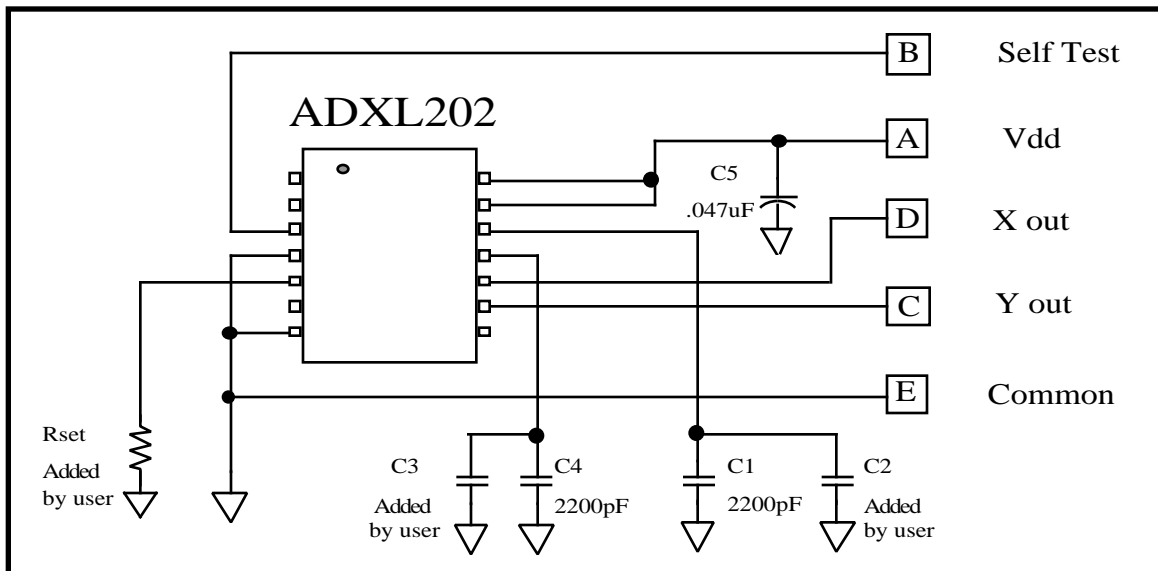 B Self Test
ADXL202
A Vdd
C5
.047uF
D X out
C Y out
E Common
Rset
Added
by user
C3
Added
by user
C4
2200pF
C1
2200pF
C2
Added
by user